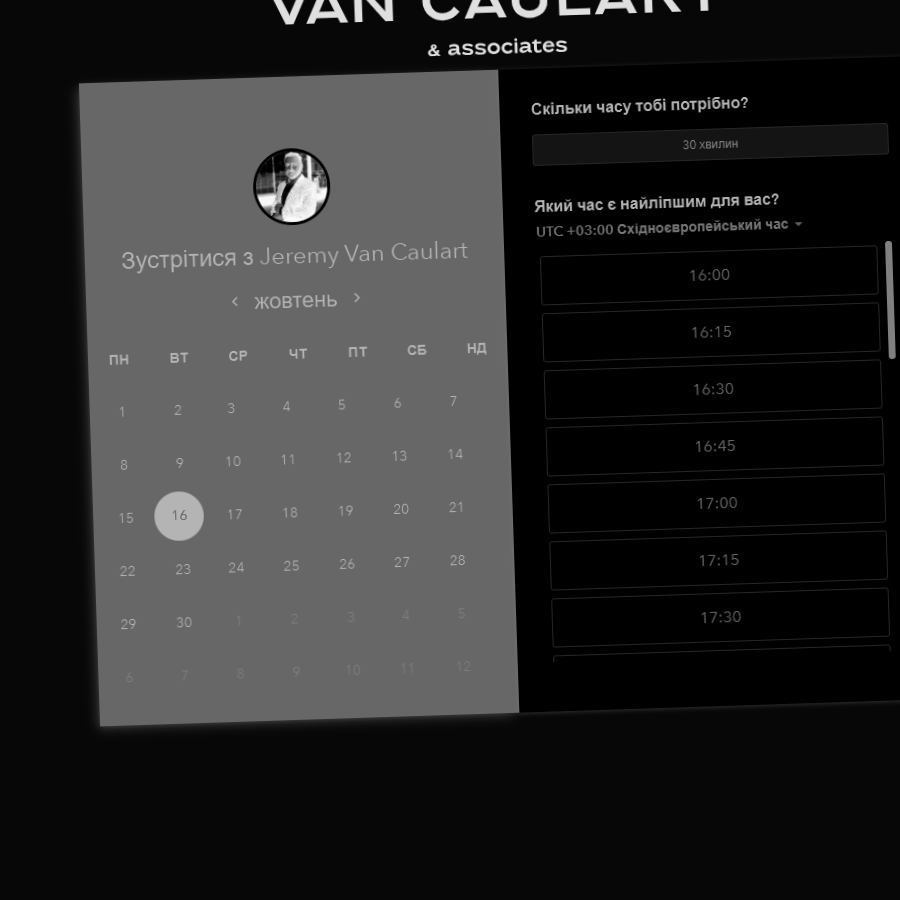 VAN CAULART
& associates
Зустрітися з Jeremy Van Caulart
жовтень
ПН ВТ СР ЧТ ПТ СБ НД
1 2 3 4 5 6 7
8 9 10 11 12 13 14
15 16 17 18 19 20 21
22 23 24 25 26 27 28
29 30 1 2 3 4 5
6 7 8 9 10 11 12
Скільки часу тобі потрібно?
30 хвилин
Який час є найліпшим для вас?
UTC +03:00 Східноєвропейський час
16:00
16:15
16:30
16:45
17:00
17:15
17:30